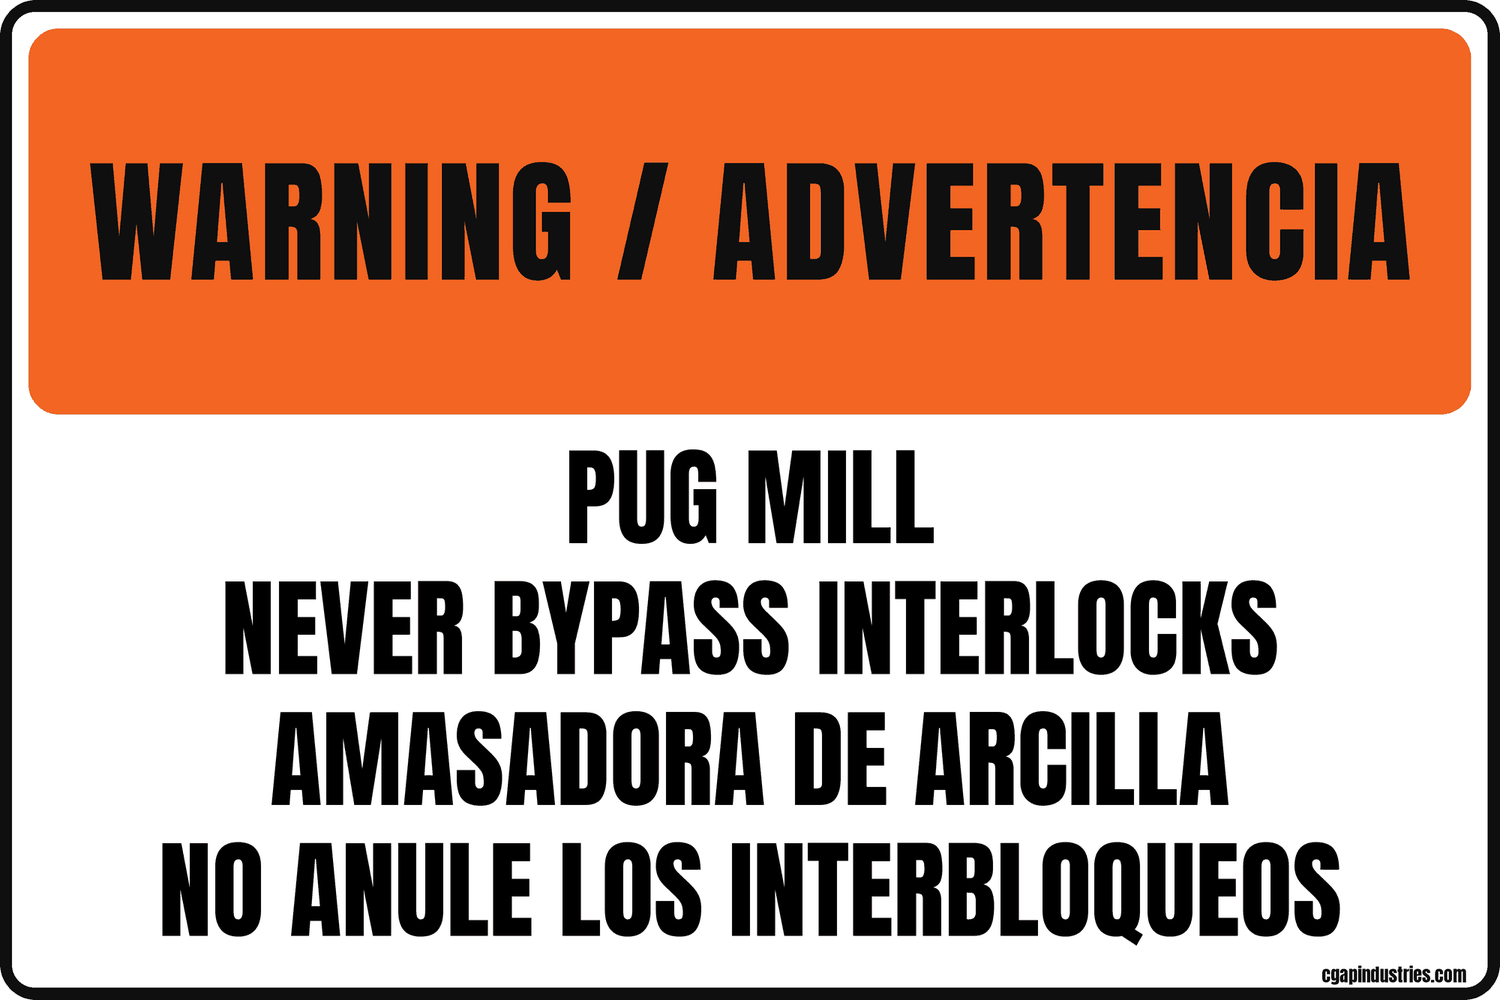 WARNING / ADVERTENCIA
PUG MILL
NEVER BYPASS INTERLOCKS
AMASADORA DE ARCILLA
NO ANULE LOS INTERBLOQUEOS
cgapindustries.com